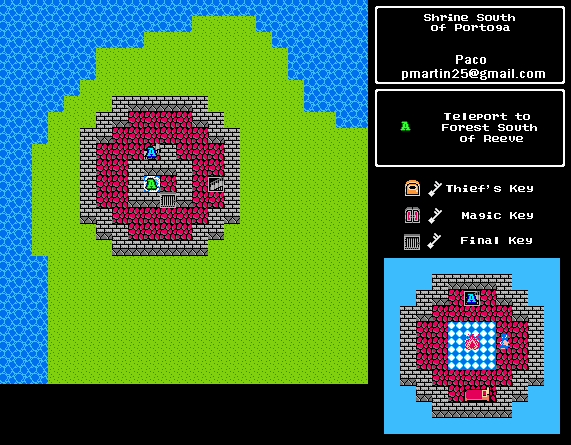 Shrine South
of Portoga
Paco
pmartin25@gmail.com
A
Teleport to
Forest South
of Reeve
Thief's Key
Magic Key
Final Key
A
A
A